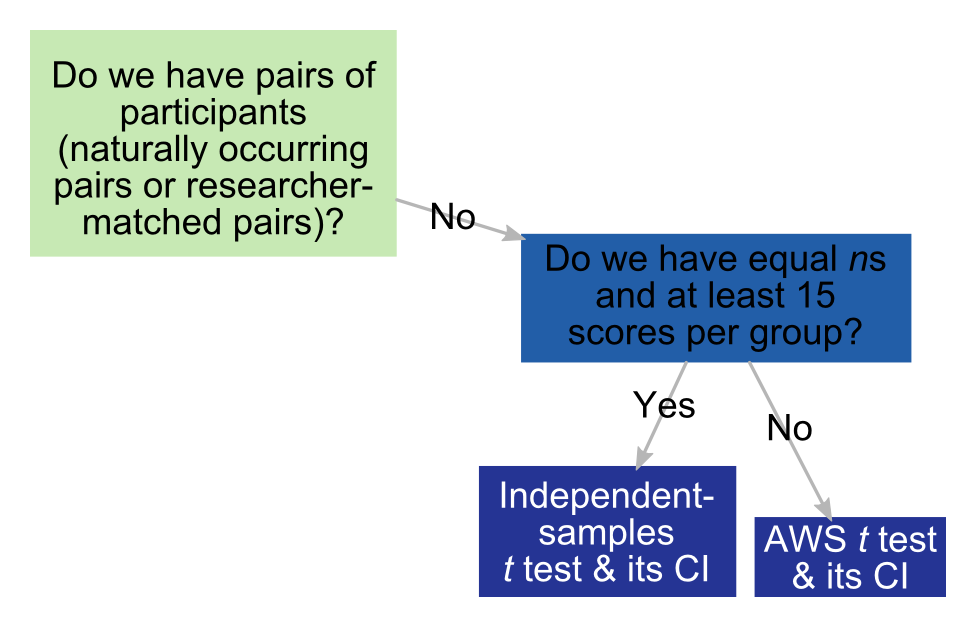 Do we have pairs of
participants
(naturally occurring
pairs or researcher-
matched pairs)?
No
Do we have equal ns
and at least 15
scores per group?
Yes
No
Independent-
samples
t test & its CI
AWS t test
& its CI